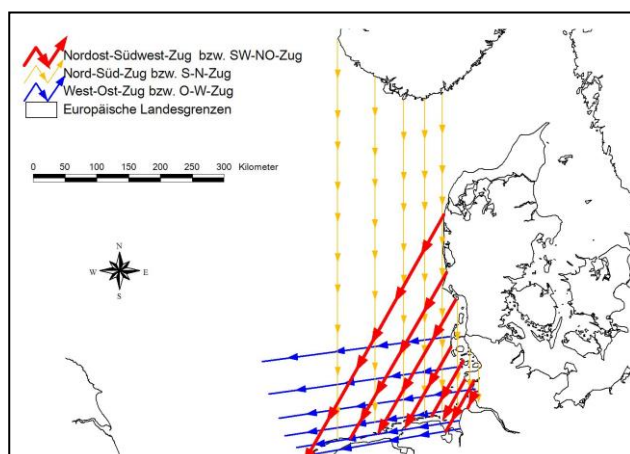 Nordost-Südwest-Zug bzw. SW-NO-Zug
Nord-Süd-Zug bzw. S-N-Zug
West-Ost-Zug bzw. O-W-Zug
Europäische Landesgrenzen
0 50 100 150 200 250 300 Kilometer
N
W E
S